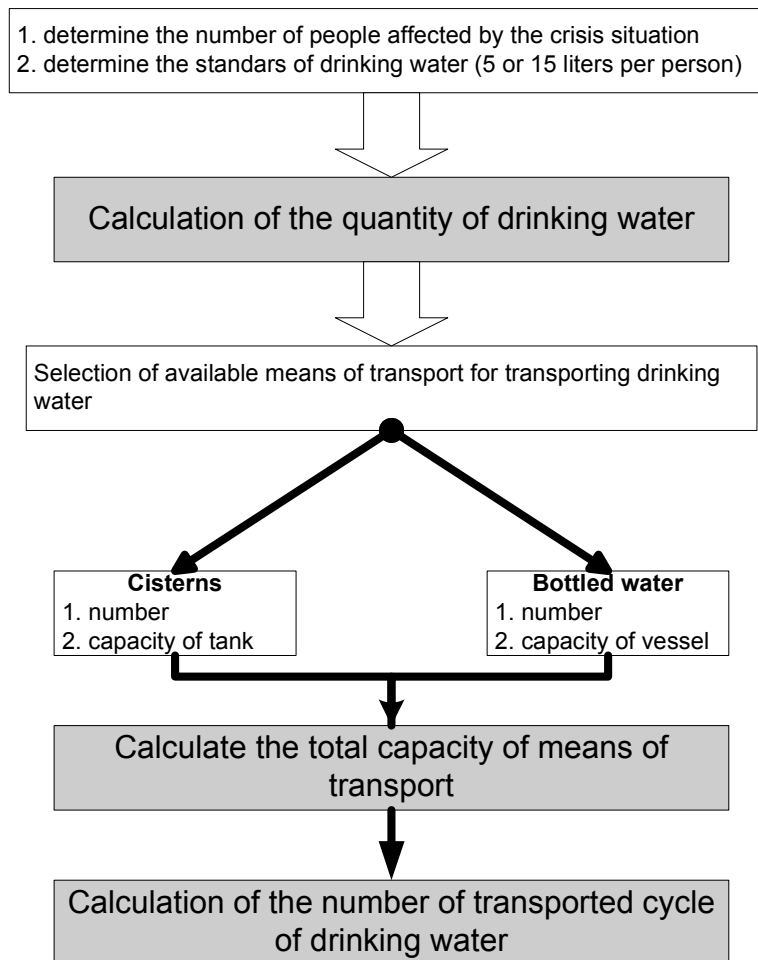 1. determine the number of people affected by the crisis situation
2. determine the standars of drinking water (5 or 15 liters per person)
Calculation of the quantity of drinking water
Selection of available means of transport for transporting drinking
water
Cisterns
1. number
2. capacity of tank
Bottled water
1. number
2. capacity of vessel
Calculate the total capacity of means of
transport
Calculation of the number of transported cycle
of drinking water